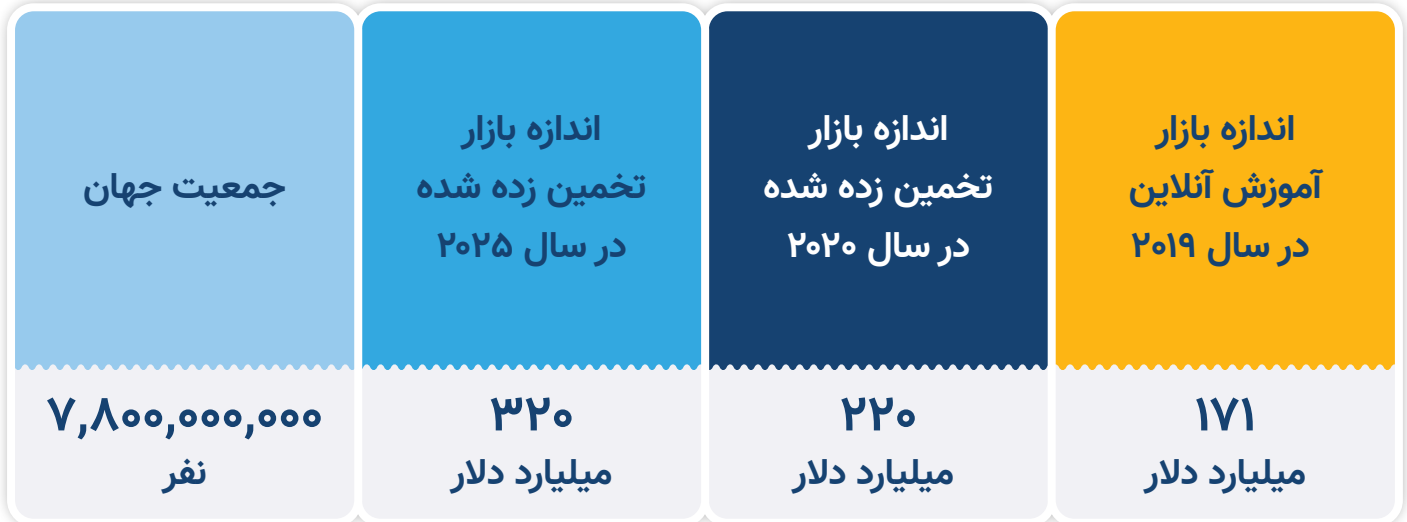 اندازه بازار
آموزش آنلاین
در سال ۲۰۱۹
۱۷۱
میلیارد دلار
اندازه بازار
تخمین زده شده
در سال ۲۰۲۰
۲۲۰
میلیارد دلار
اندازه بازار
تخمین زده شده
در سال ۲۰۲۵
۳۲۰
میلیارد دلار
جمعیت جهان
۷,۸۰۰,۰۰۰,۰۰۰
نفر